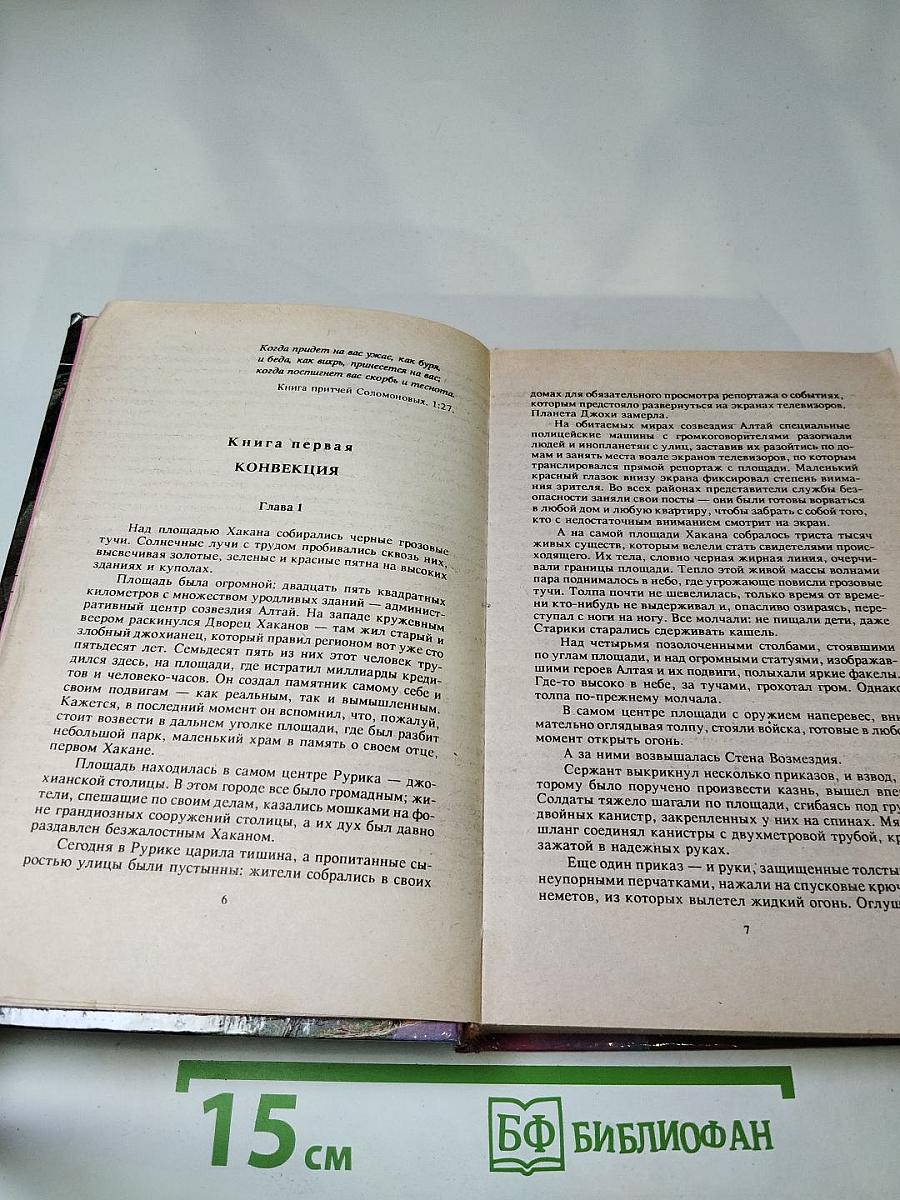 Когда придет на вас ужас, как буря,
и беда, как вихрь, принесется на вас;
когда постигнет вас скорбь и теснота.
Книга притчей Соломоновых. 1:27.
Книга первая
КОНВЕКЦИЯ
Глава I
Над площадью Хакана собирались черные грозовые
тучи. Солнечные лучи с трудом пробивались сквозь них,
высвечивая золотые, зеленые и красные пятна на высоких
зданиях и куполах.
Площадь была огромной: двадцать пять квадратных
километров с множеством уродливых зданий — админист-
ративный центр созвездия Алтай. На западе кружевным
веером раскинулся Дворец Хаканов — там жил старый и
злобный джохианец, который правил регионом вот уже сто
пятьдесят лет. Семьдесят пять из них этот человек тру-
дился здесь, на площади, где истратил миллиарды креди-
тов и человеко-часов. Он создал памятник самому себе и
своим подвигам — как реальным, так и вымышленным.
Кажется, в последний момент он вспомнил, что, пожалуй,
стоит возвести в дальнем уголке площади, где был разбит
небольшой парк, маленький храм в память о своем отце,
первом Хакане.
Площадь находилась в самом центре Рурика — джо-
хианской столицы. В этом городе все было громадным; жи-
тели, спешащие по своим делам, казались мошками на фо-
не грандиозных сооружений столицы, а их дух был давно
раздавлен безжалостным Хаканом.
Сегодня в Рурике царила тишина, а пропитанные сы-
ростью улицы были пустынны: жители собрались в своих
6
домах для обязательного просмотра репортажа о событиях,
которым предстояло развернуться на экранах телевизоров.
Планета Джохи замерла.
На обитаемых мирах созвездия Алтай специальные
полицейские машины с громкоговорителями разогнали
людей и инопланетян с улиц, заставив их разойтись по до-
мам и занять места возле экранов телевизоров, по которым
транслировался прямой репортаж с площади. Маленький
красный глазок внизу экрана фиксировал степень внима-
ния зрителя. Во всех районах представители службы без-
опасности заняли свои посты — они были готовы ворваться
в любой дом и любую квартиру, чтобы забрать с собой того,
кто с недостаточным вниманием смотрит на экран.
А на самой площади Хакана собралось триста тысяч
живых существ, которым велели стать свидетелями проис-
ходящего. Их тела, словно черная жирная линия, очерчи-
вали границы площади. Тепло этой живой массы волнами
пара поднималось в небо, где угрожающе повисли грозовые
тучи. Толпа почти не шевелилась, только время от време-
ни кто-нибудь не выдерживал и, опасливо озираясь, пере-
ступал с ноги на ногу. Все молчали: не пищали дети, даже
Старики старались сдерживать кашель.
Над четырьмя позолоченными столбами, стоявшими
по углам площади, и над огромными статуями, изображав-
шими героев Алтая и их подвиги, полыхали яркие факелы.
Где-то высоко в небе, за тучами, грохотал гром. Однако
толпа по-прежнему молчала.
В самом центре площади с оружием наперевес, вни
мательно оглядывая толпу, стояли войска, готовые в любо
момент открыть огонь.
А за ними возвышалась Стена Возмездия.
Сержант выкрикнул несколько приказов, и взвод,
торому было поручено произвести казнь, вышел впе
Солдаты тяжело шагали по площади, сгибаясь под гру
двойных канистр, закрепленных у них на спинах. Мя
шланг соединял канистры с двухметровой трубой, кр
зажатой в надежных руках.
Еще один приказ — и руки, защищенные толсты
неупорными перчатками, нажали на спусковые крюч
неметов, из которых вылетел жидкий огонь. Оглуш
7
15 см
БФ БИБЛИОФАН